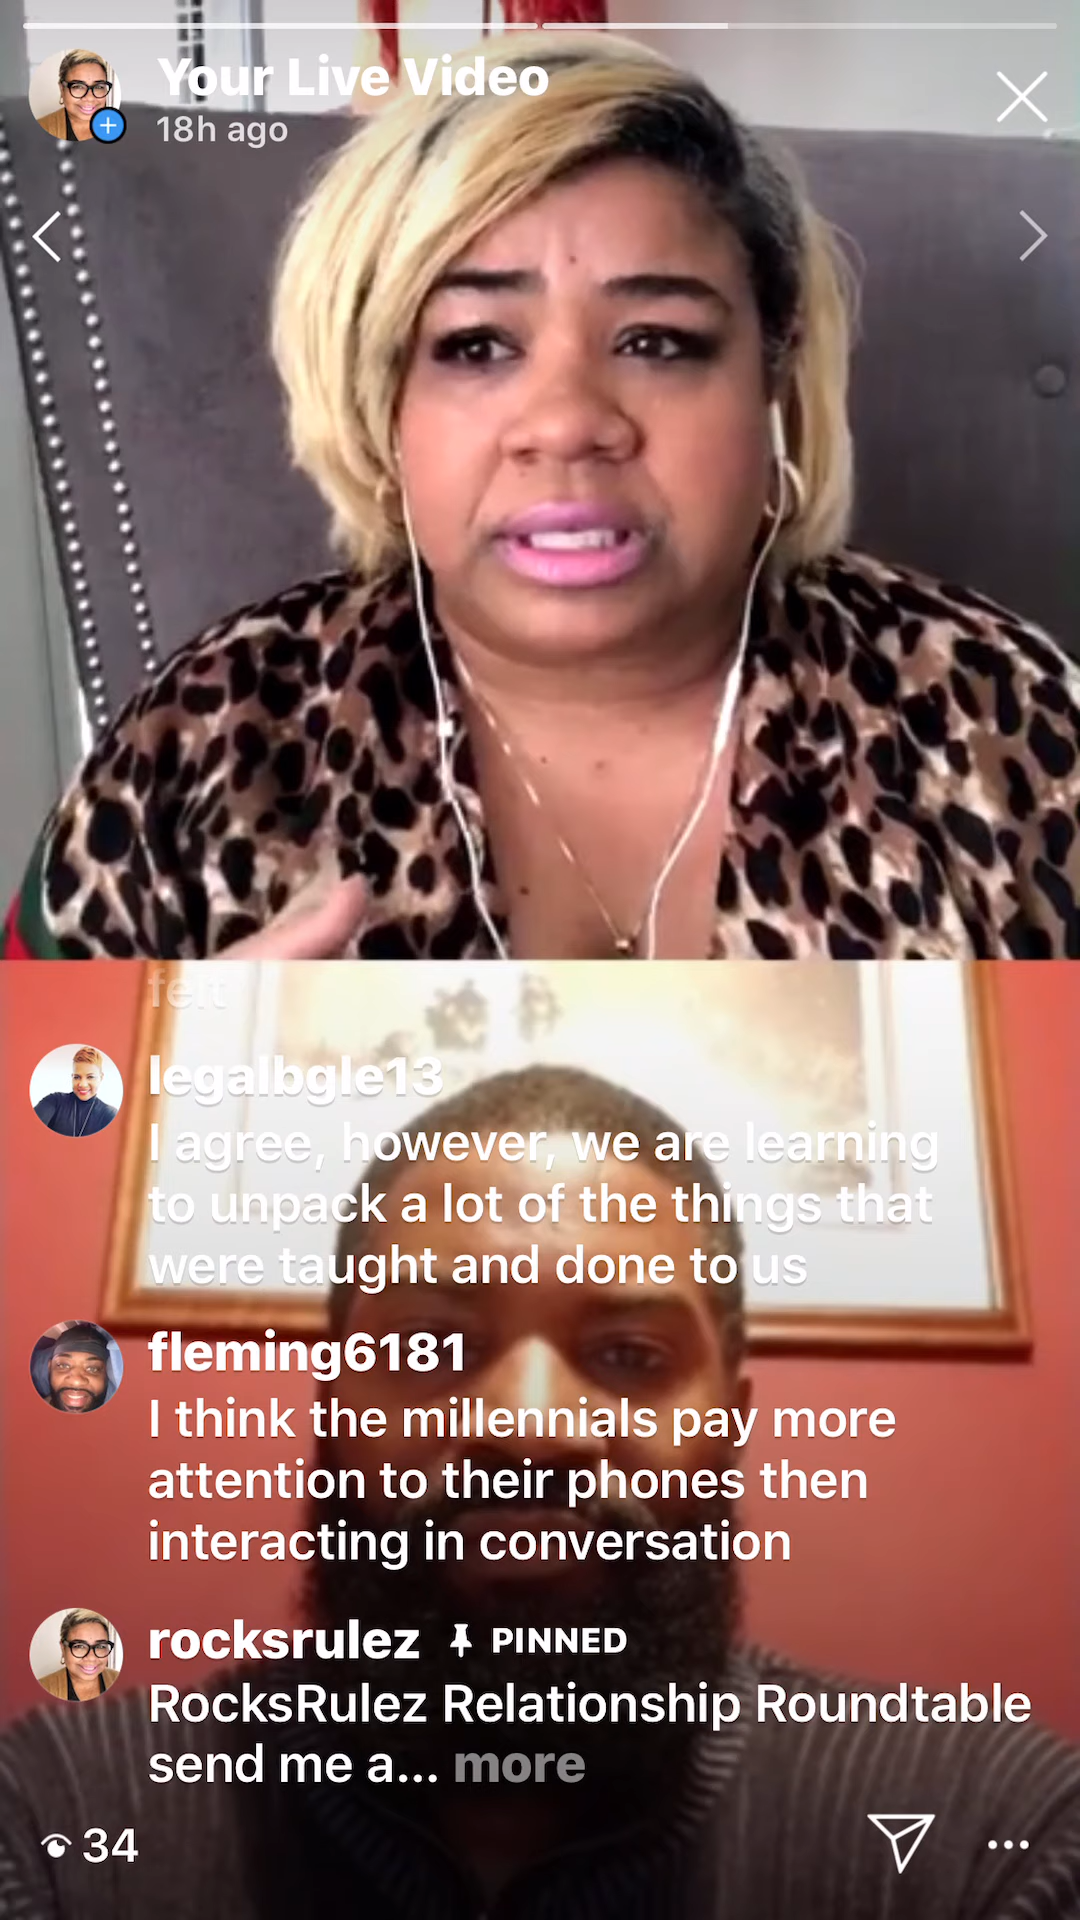 Your Live Video
18h ago
felt
legalbgle13
I agree, however, we are learning
to unpack a lot of the things that
were taught and done to us
fleming6181
I think the millennials pay more
attention to their phones then
interacting in conversation
rocksrulez PINNED
RocksRulez Relationship Roundtable
send me a... more
34